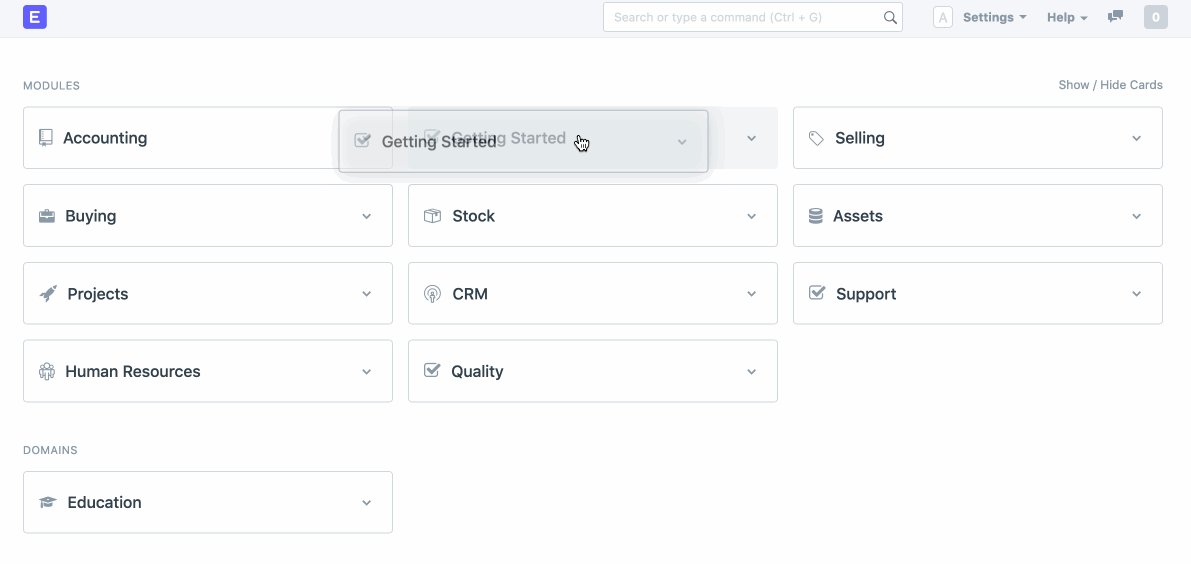 E
Search or type a command (Ctrl + G)
A
Settings
Help
0
MODULES
Show / Hide Cards
Accounting
Getting Started
Getting Started
Selling
Buying
Stock
Assets
Projects
CRM
Support
Human Resources
Quality
DOMAINS
Education